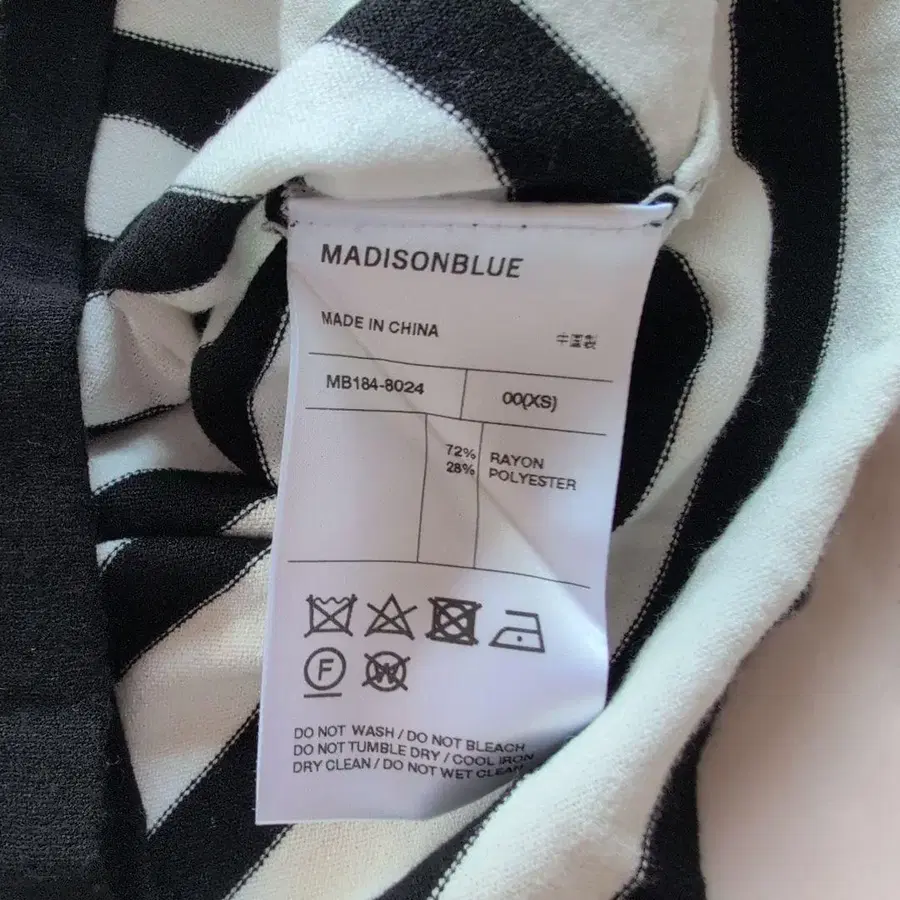 MADISONBLUE
MADE IN CHINA 中国製
MB184-8024 00(XS)
72% RAYON
28% POLYESTER
F
W
DO NOT WASH / DO NOT BLEACH
DO NOT TUMBLE DRY / COOL IRON
DRY CLEAN / DO NOT WET CLEAN